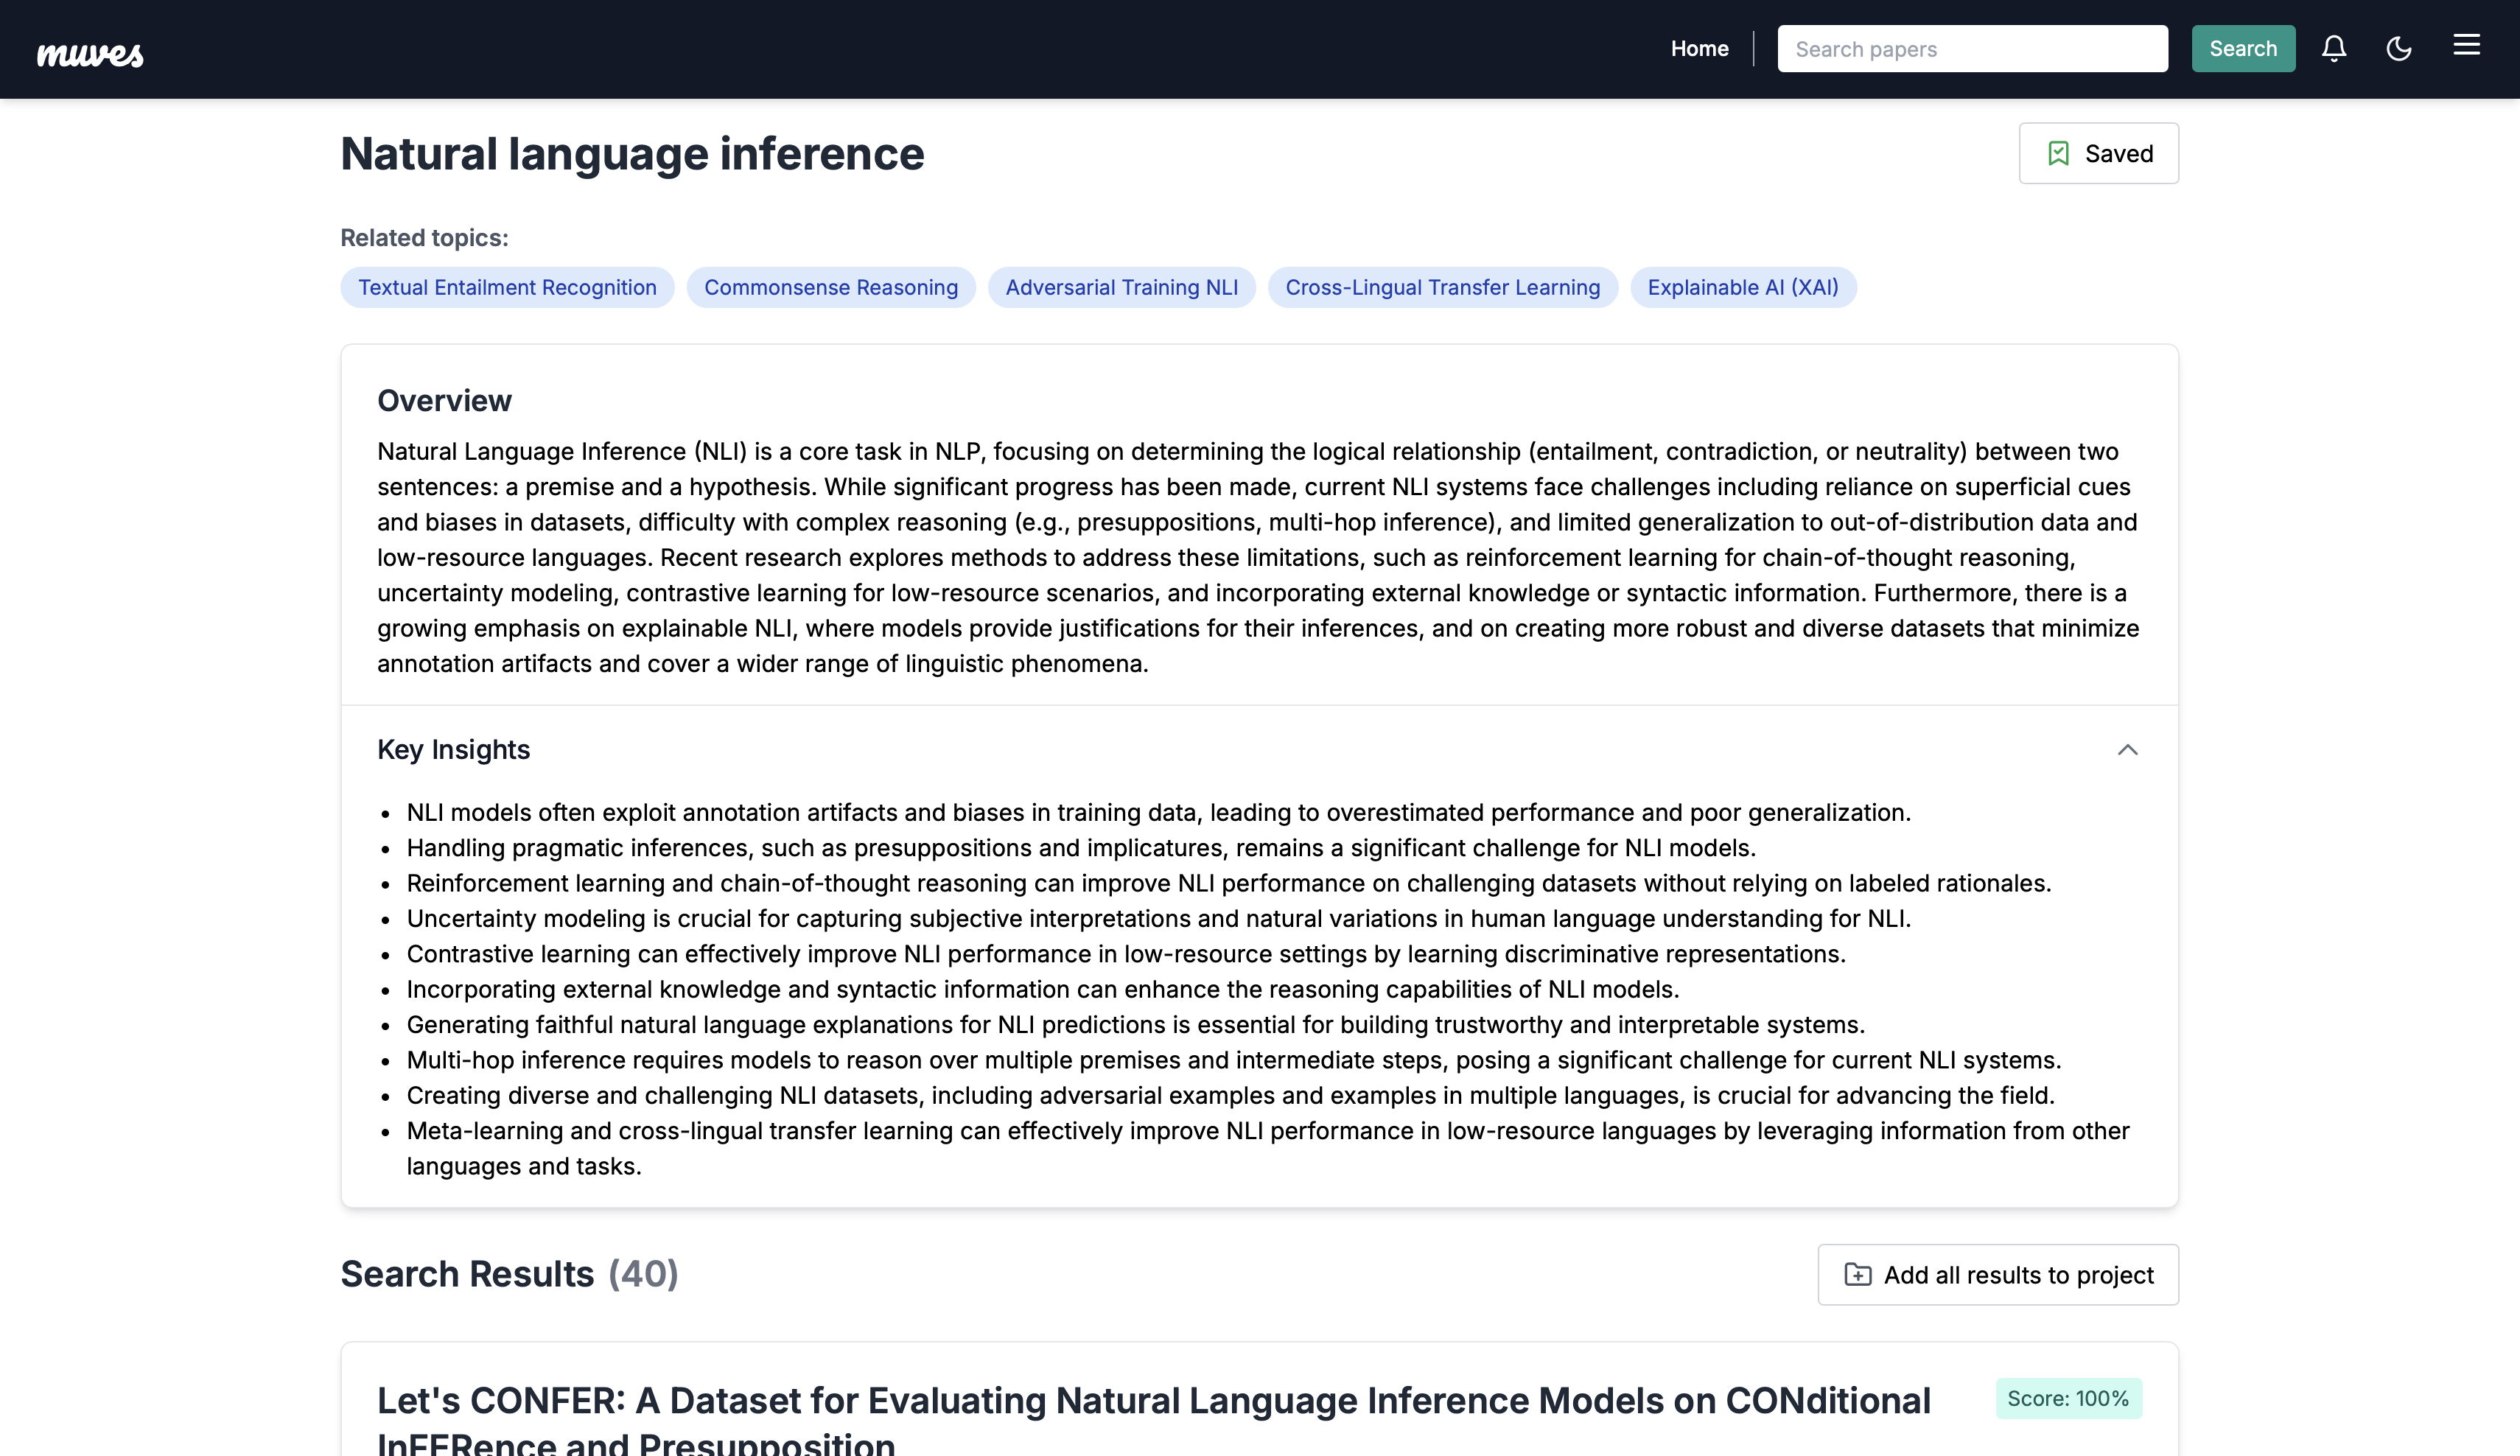 muves
Home
Search papers
Search
Natural language inference
Saved
Related topics:
Textual Entailment Recognition
Commonsense Reasoning
Adversarial Training NLI
Cross-Lingual Transfer Learning
Explainable AI (XAI)
Overview
Natural Language Inference (NLI) is a core task in NLP, focusing on determining the logical relationship (entailment, contradiction, or neutrality) between two
sentences: a premise and a hypothesis. While significant progress has been made, current NLI systems face challenges including reliance on superficial cues
and biases in datasets, difficulty with complex reasoning (e.g., presuppositions, multi-hop inference), and limited generalization to out-of-distribution data and
low-resource languages. Recent research explores methods to address these limitations, such as reinforcement learning for chain-of-thought reasoning,
uncertainty modeling, contrastive learning for low-resource scenarios, and incorporating external knowledge or syntactic information. Furthermore, there is a
growing emphasis on explainable NLI, where models provide justifications for their inferences, and on creating more robust and diverse datasets that minimize
annotation artifacts and cover a wider range of linguistic phenomena.
Key Insights
• NLI models often exploit annotation artifacts and biases in training data, leading to overestimated performance and poor generalization.
• Handling pragmatic inferences, such as presuppositions and implicatures, remains a significant challenge for NLI models.
• Reinforcement learning and chain-of-thought reasoning can improve NLI performance on challenging datasets without relying on labeled rationales.
• Uncertainty modeling is crucial for capturing subjective interpretations and natural variations in human language understanding for NLI.
• Contrastive learning can effectively improve NLI performance in low-resource settings by learning discriminative representations.
• Incorporating external knowledge and syntactic information can enhance the reasoning capabilities of NLI models.
• Generating faithful natural language explanations for NLI predictions is essential for building trustworthy and interpretable systems.
• Multi-hop inference requires models to reason over multiple premises and intermediate steps, posing a significant challenge for current NLI systems.
• Creating diverse and challenging NLI datasets, including adversarial examples and examples in multiple languages, is crucial for advancing the field.
• Meta-learning and cross-lingual transfer learning can effectively improve NLI performance in low-resource languages by leveraging information from other
languages and tasks.
Search Results (40)
Add all results to project
Let's CONFER: A Dataset for Evaluating Natural Language Inference Models on CONditional
InFERence and Presupposition
Score: 100%